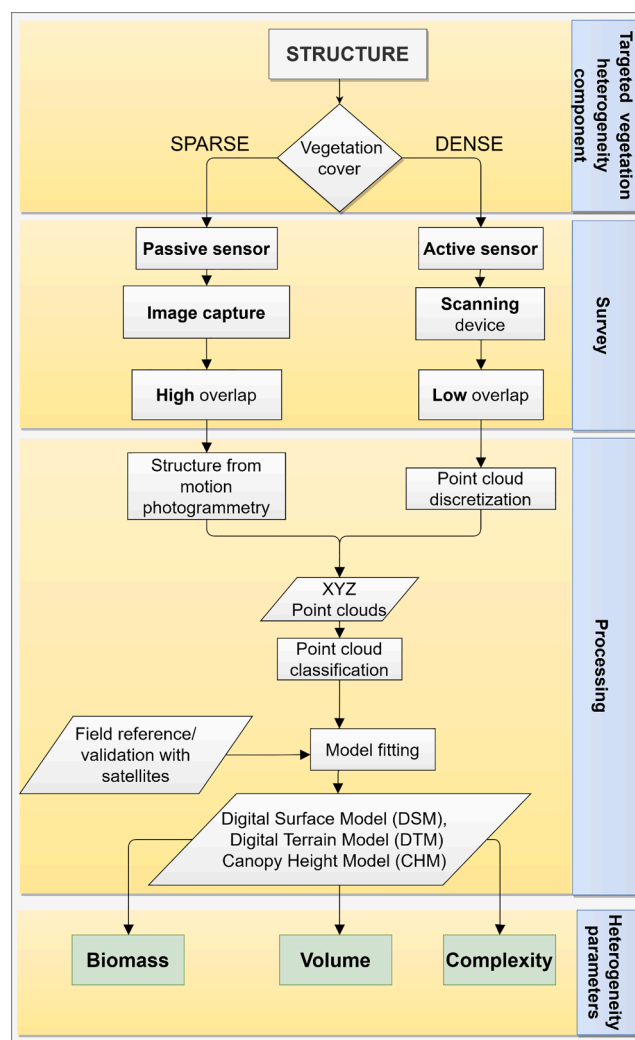 STRUCTURE
Targeted vegetation
heterogeneity
component
SPARSE
Vegetation
cover
DENSE
Passive sensor
Active sensor
Survey
Image capture
Scanning
device
High overlap
Low overlap
Structure from
motion
photogrammetry
Point cloud
discretization
Processing
XYZ
Point clouds
Point cloud
classification
Field reference/
validation with
satellites
Model fitting
Digital Surface Model (DSM),
Digital Terrain Model (DTM)
Canopy Height Model (CHM)
Heterogeneity
parameters
Biomass
Volume
Complexity